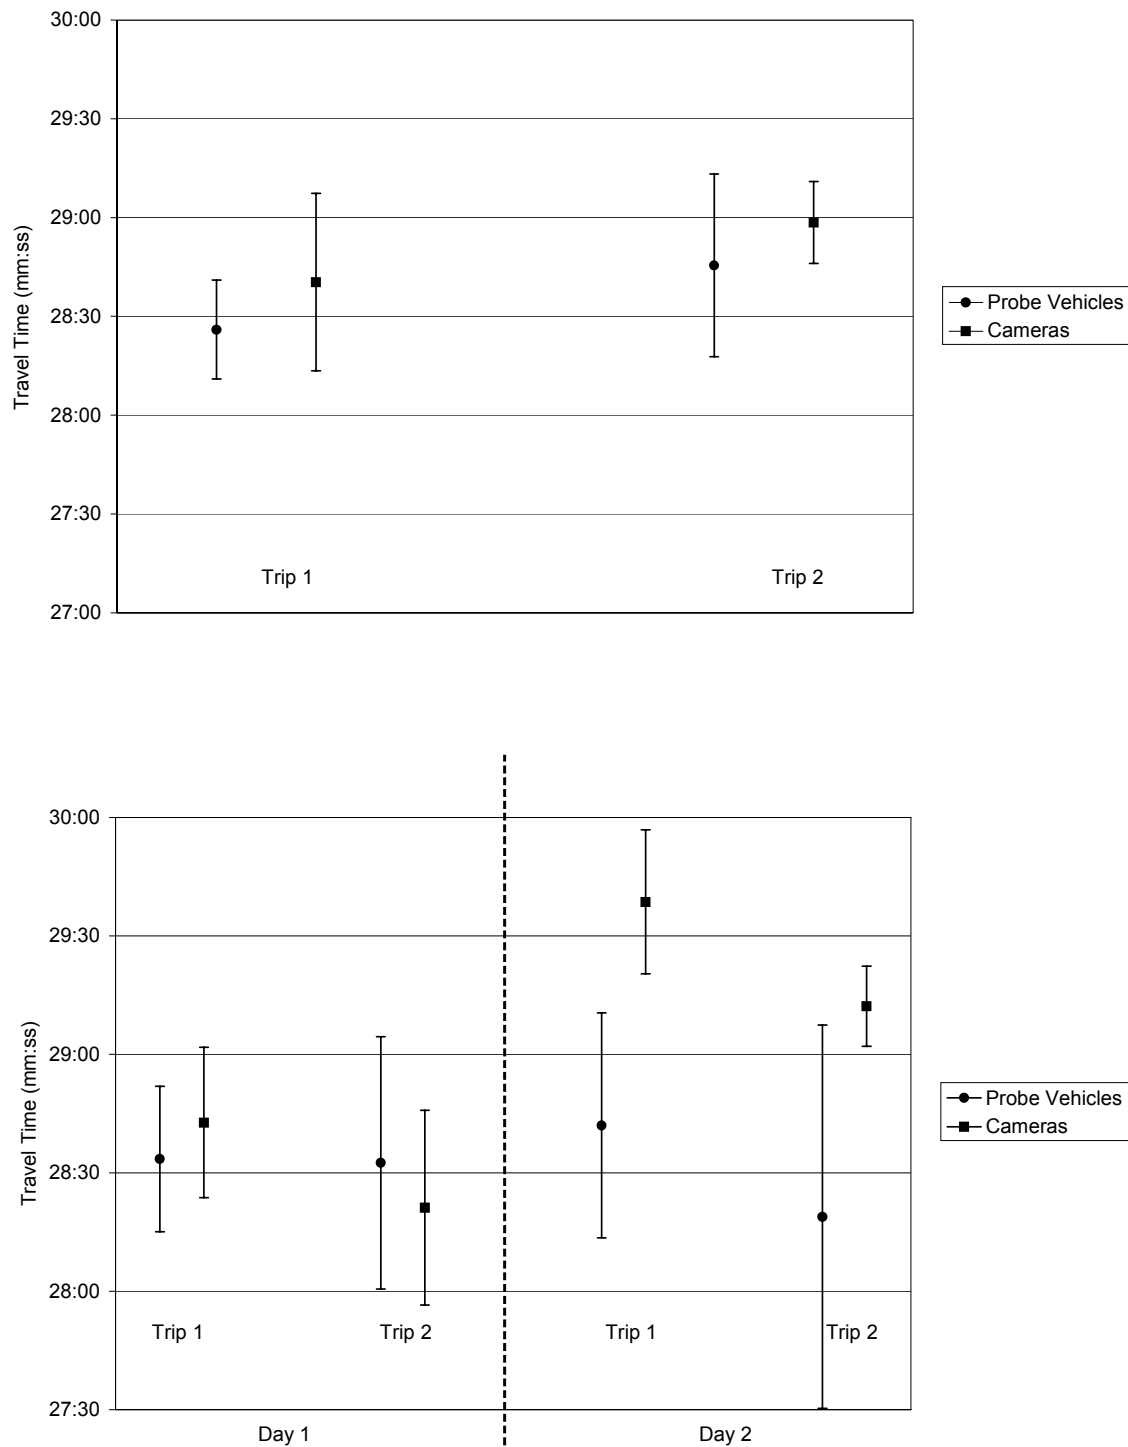 30:00
29:30
29:00
28:30
28:00
27:30
27:00
Travel Time (mm:ss)
Trip 1
Trip 2
Probe Vehicles
Cameras
30:00
29:30
29:00
28:30
28:00
27:30
Travel Time (mm:ss)
Trip 1
Trip 2
Trip 1
Trip 2
Day 1
Day 2
Probe Vehicles
Cameras